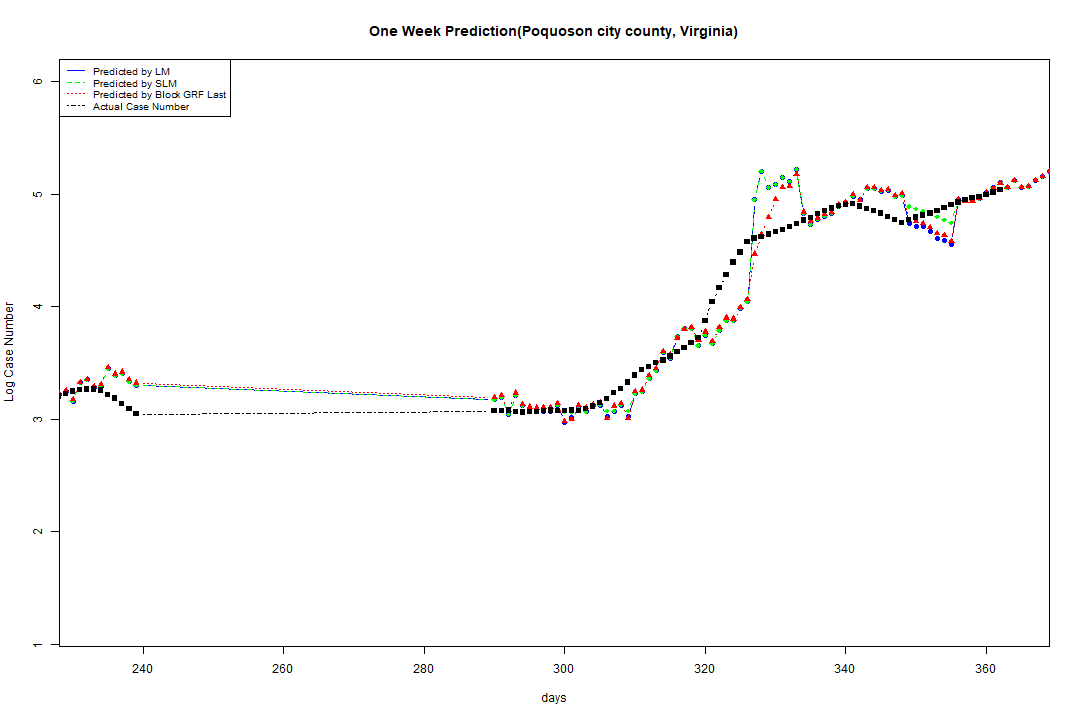 One Week Prediction(Poquoson city county, Virginia)
Predicted by LM
Predicted by SLM
Predicted by Block GRF Last
Actual Case Number
6
5
4
3
2
1
Log Case Number
240 260 280 300 320 340 360
days